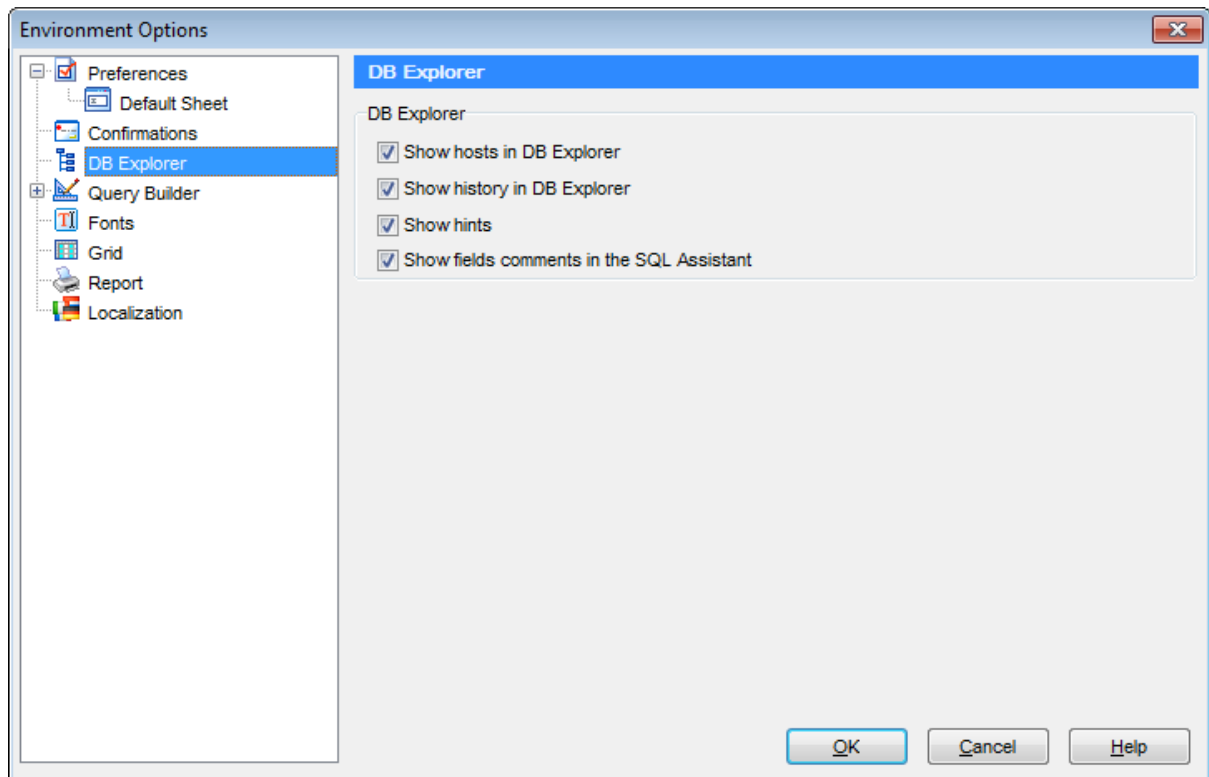 Environment Options
Preferences
Default Sheet
Confirmations
DB Explorer
Query Builder
Fonts
Grid
Report
Localization
DB Explorer
DB Explorer
Show hosts in DB Explorer
Show history in DB Explorer
Show hints
Show fields comments in the SQL Assistant
OK
Cancel
Help